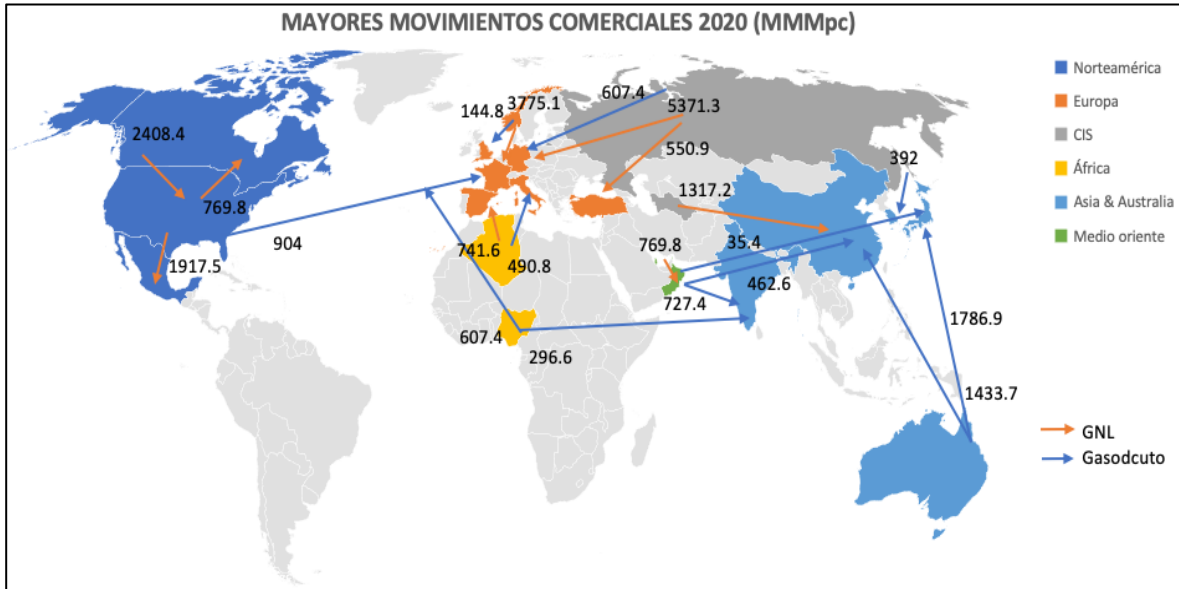 MAYORES MOVIMIENTOS COMERCIALES 2020 (MMMpc)
Norteamérica
Europa
CIS
África
Asia & Australia
Medio oriente
2408.4
769.8
1917.5
904
144.8
3775.1
607.4
5371.3
550.9
1317.2
392
741.6
490.8
769.8
35.4
727.4
462.6
607.4
296.6
1786.9
1433.7
GNL
Gasodcuto